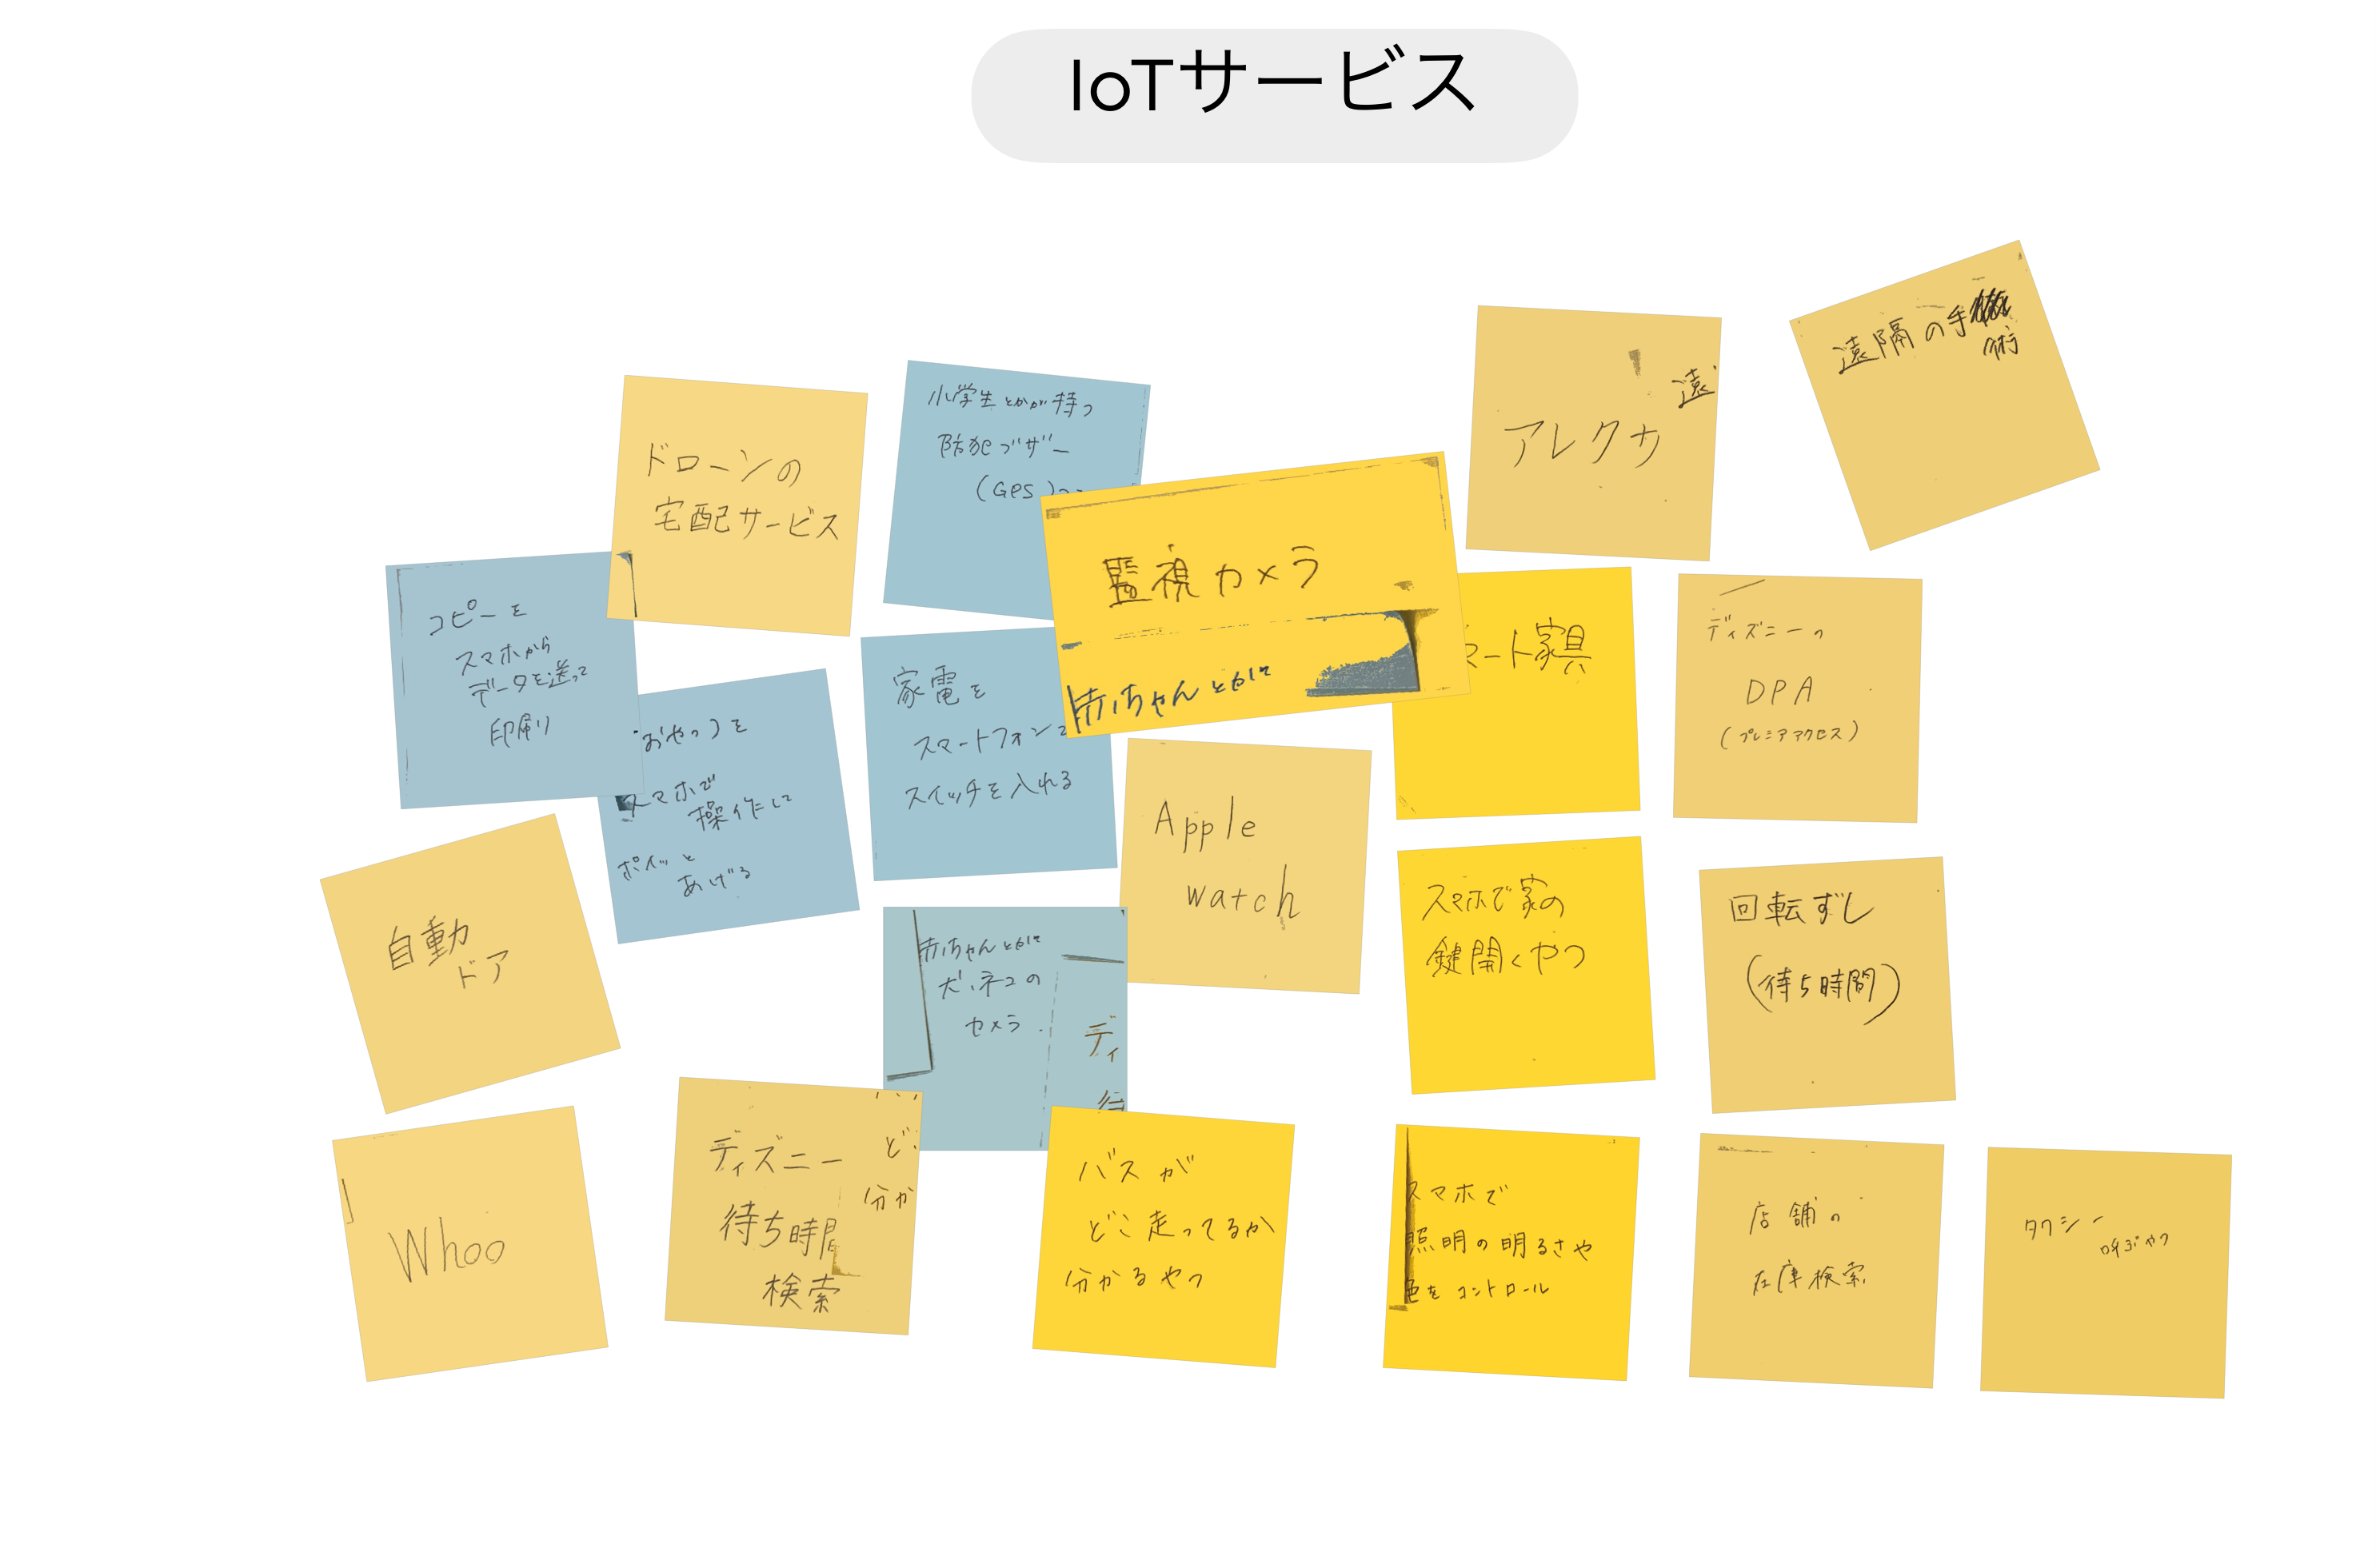 IoTサービス
遠隔の手術
アレクサ
遠
小学生とかが持つ
防犯ブザー
(GPS)
ドローンの
宅配サービス
監視カメラ
赤ちゃんとかに
コピーを
スマホから
データを送って
印刷
おやつを
スマホで
操作して
ポイッと
あげる
家電を
スマートフォン
スイッチを入れる
マート家具
ディズニーの
DPA
(プレミアアクセス)
Apple
watch
スマホで家の
鍵開くやつ
回転ずし
(待ち時間)
自動
ドア
赤ちゃんとかに
犬、ネコの
カメラ
ディ
待
Whoo
ディズニー
待ち時間
検索
ど
分か
バスが
どこ走ってるか
分かるやつ
スマホで
照明の明るさや
色をコントロール
店舗の
在庫検索
タクシー
呼ぶやつ